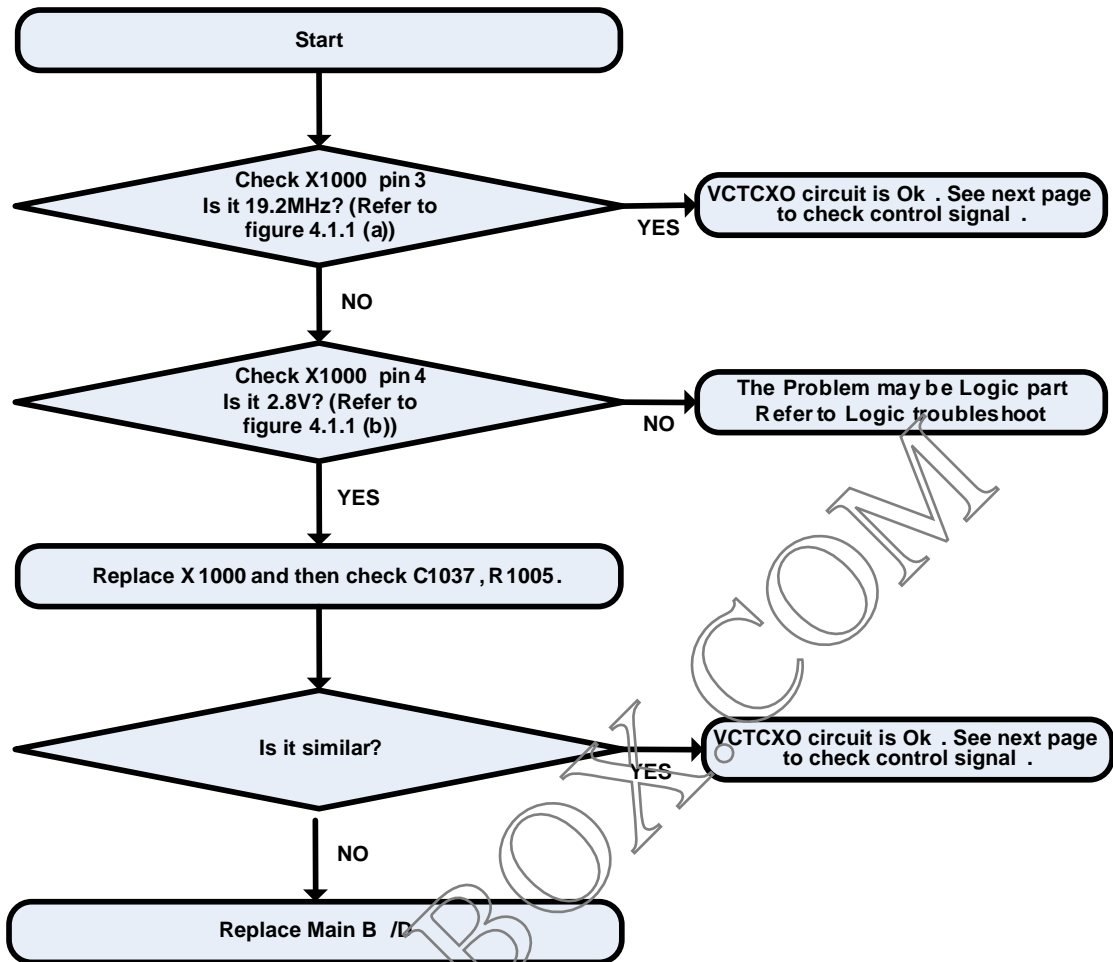 Start
Check X1000 pin 3
Is it 19.2MHz? (Refer to
figure 4.1.1 (a))
YES
VCTCXO circuit is Ok . See next page
to check control signal .
NO
Check X1000 pin 4
Is it 2.8V? (Refer to
figure 4.1.1 (b))
NO
The Problem may be Logic part
Refer to Logic troubleshoot
YES
Replace X1000 and then check C1037 , R1005.
Is it similar?
YES
VCTCXO circuit is Ok . See next page
to check control signal .
NO
Replace Main B /D
BOX.COM